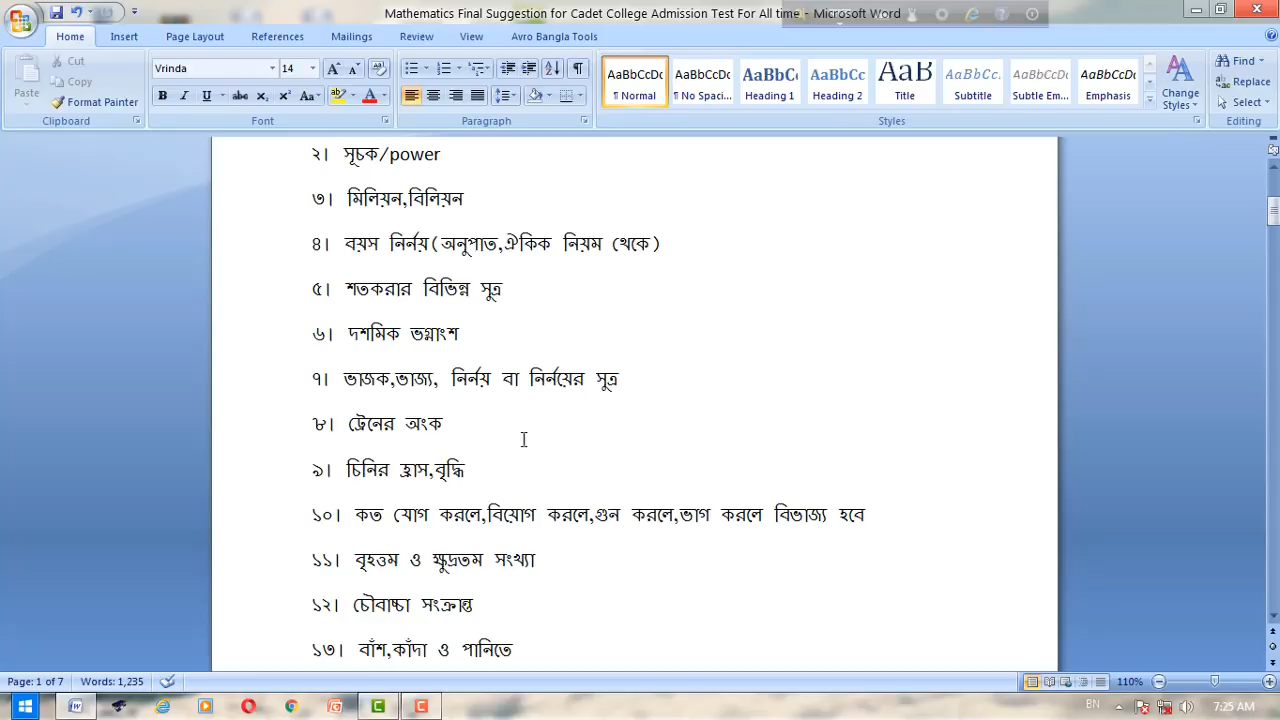 Mathematics Final Suggestion for Cadet College Admission Test For All time - Microsoft Word
Home Insert Page Layout References Mailings Review View Avro Bangla Tools
Cut
Copy
Paste
Format Painter
Clipboard
Vrinda 14
Font
Paragraph
AaBbCcDc AaBbCcDc AaBbCc AaBbCc AaB AaBbCc. AaBbCcDc AaBbCcDc
¶ Normal ¶ No Spaci... Heading 1 Heading 2 Title Subtitle Subtle Em... Emphasis
Change Styles
Styles
Find
Replace
Select
Editing
২। সূচক/power
৩। মিলিয়ন,বিলিয়ন
৪। বয়স নির্নয়(অনুপাত,ঐকিক নিয়ম থেকে)
৫। শতকরার বিভিন্ন সুত্র
৬। দশমিক ভগ্নাংশ
৭। ভাজক,ভাজ্য, নির্নয় বা নির্নয়ের সুত্র
৮। ট্রেনের অংক
৯। চিনির হ্রাস,বৃদ্ধি
১০। কত যোগ করলে,বিয়োগ করলে,গুন করলে,ভাগ করলে বিভাজ্য হবে
১১। বৃহত্তম ও ক্ষুদ্রতম সংখ্যা
১২। চৌবাচ্চা সংক্রান্ত
১৩। বাঁশ,কাঁদা ও পানিতে
Page: 1 of 7 Words: 1,235 110%
BN 7:25 AM